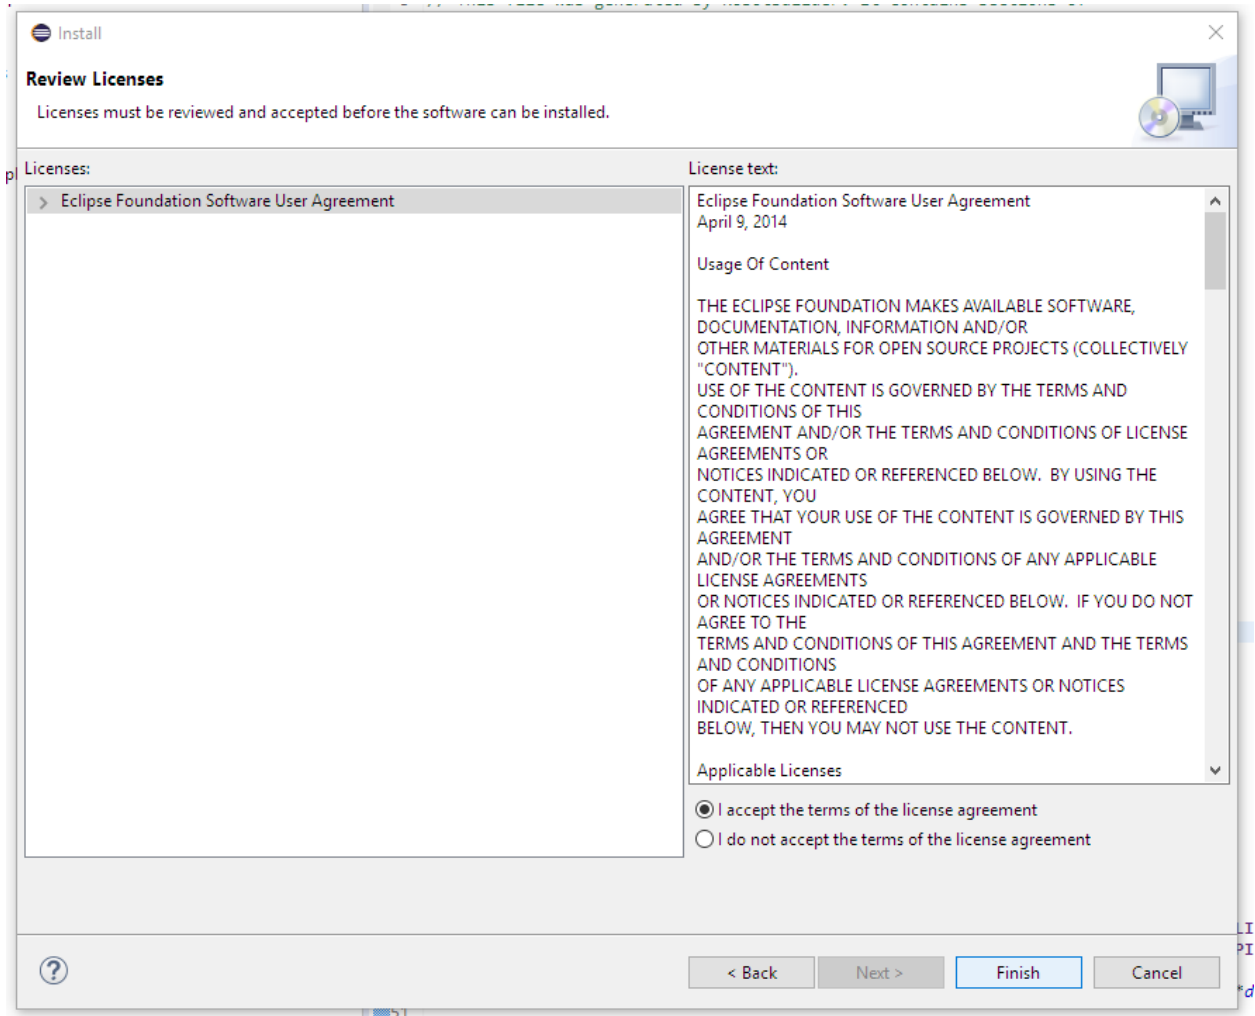 Install
Review Licenses
Licenses must be reviewed and accepted before the software can be installed.
Licenses:
Eclipse Foundation Software User Agreement
License text:
Eclipse Foundation Software User Agreement
April 9, 2014
Usage Of Content
THE ECLIPSE FOUNDATION MAKES AVAILABLE SOFTWARE,
DOCUMENTATION, INFORMATION AND/OR
OTHER MATERIALS FOR OPEN SOURCE PROJECTS (COLLECTIVELY
"CONTENT").
USE OF THE CONTENT IS GOVERNED BY THE TERMS AND
CONDITIONS OF THIS
AGREEMENT AND/OR THE TERMS AND CONDITIONS OF LICENSE
AGREEMENTS OR
NOTICES INDICATED OR REFERENCED BELOW.  BY USING THE
CONTENT, YOU
AGREE THAT YOUR USE OF THE CONTENT IS GOVERNED BY THIS
AGREEMENT
AND/OR THE TERMS AND CONDITIONS OF ANY APPLICABLE
LICENSE AGREEMENTS
OR NOTICES INDICATED OR REFERENCED BELOW.  IF YOU DO NOT
AGREE TO THE
TERMS AND CONDITIONS OF THIS AGREEMENT AND THE TERMS
AND CONDITIONS
OF ANY APPLICABLE LICENSE AGREEMENTS OR NOTICES
INDICATED OR REFERENCED
BELOW, THEN YOU MAY NOT USE THE CONTENT.
Applicable Licenses
I accept the terms of the license agreement
I do not accept the terms of the license agreement
?
< Back
Next >
Finish
Cancel